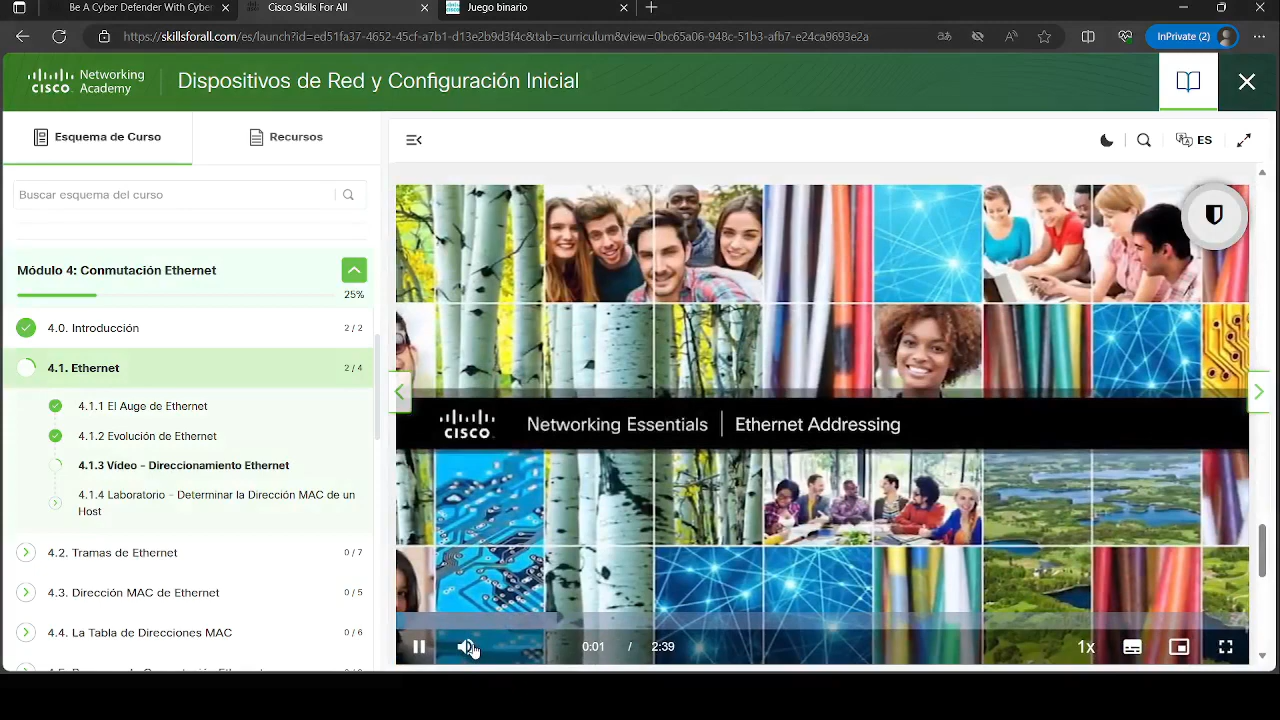 Be A Cyber Defender With Cyber
Cisco Skills For All
Juego binario
https://skillsforall.com/es/launch?id=ed51fa37-4652-45cf-a7b1-d13e2b9d3f4c8&tab=curriculum&view=0bc65a06-948c-51b3-afb7-e24ca9693e2a
InPrivate (2)
CISCO Networking Academy
Dispositivos de Red y Configuración Inicial
Esquema de Curso
Recursos
ES
Buscar esquema del curso
Módulo 4: Conmutación Ethernet
25%
4.0. Introducción 2 / 2
4.1. Ethernet 2 / 4
4.1.1 El Auge de Ethernet
4.1.2 Evolución de Ethernet
4.1.3 Vídeo - Direccionamiento Ethernet
4.1.4 Laboratorio - Determinar la Dirección MAC de un
Host
4.2. Tramas de Ethernet 0 / 7
4.3. Dirección MAC de Ethernet 0 / 5
4.4. La Tabla de Direcciones MAC 0 / 6
CISCO Networking Essentials | Ethernet Addressing
0:01 / 2:39
1x